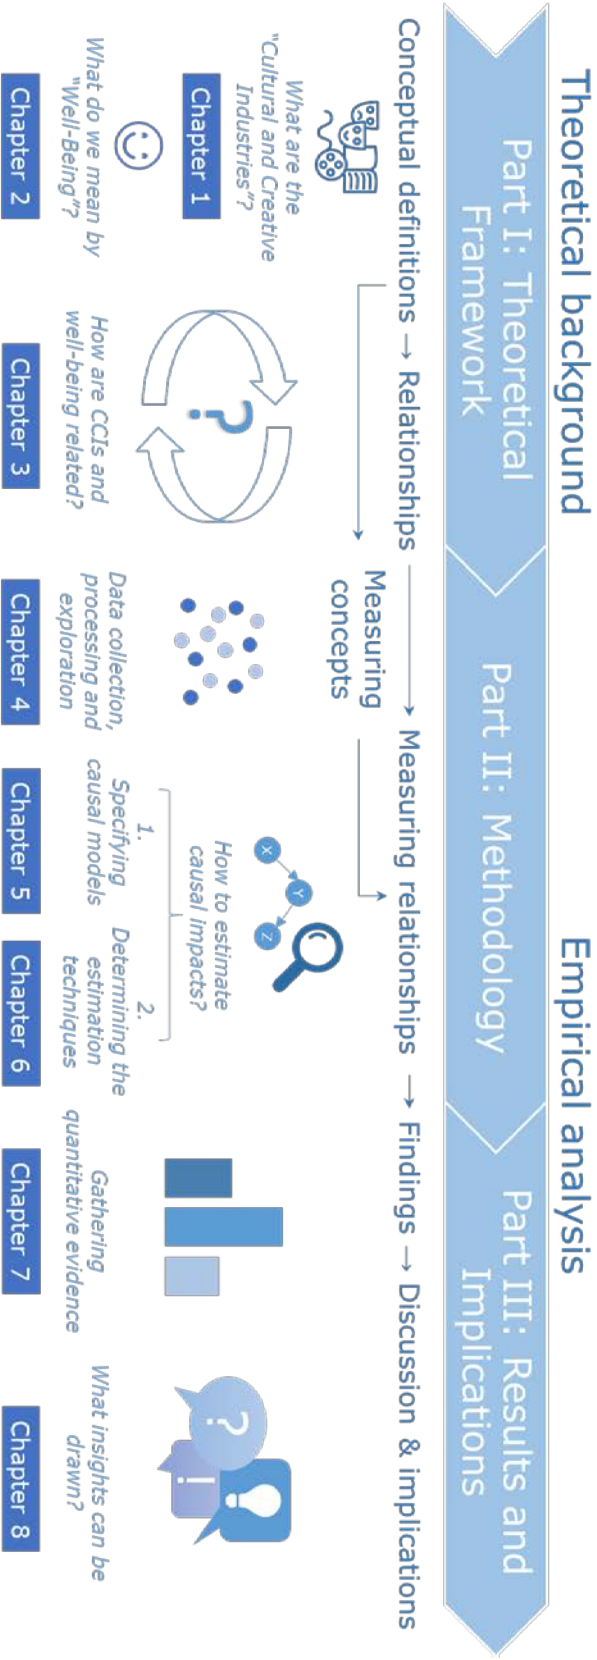 Theoretical background
Empirical analysis
Part I: Theoretical
Framework
Part II: Methodology
Part III: Results and
Implications
Conceptual definitions → Relationships → Measuring relationships → Findings → Discussion & implications
Measuring
concepts
What are the
"Cultural and Creative
Industries"?
Chapter 1
What do we mean by
"Well-Being"?
Chapter 2
?
How are CCIs and
well-being related?
Chapter 3
Data collection,
processing and
exploration
Chapter 4
X
Y
Z
How to estimate
causal impacts?
1.
Specifying
causal models
Chapter 5
2.
Determining the
estimation
techniques
Chapter 6
Gathering
quantitative evidence
Chapter 7
?
!
What insights can be
drawn?
Chapter 8